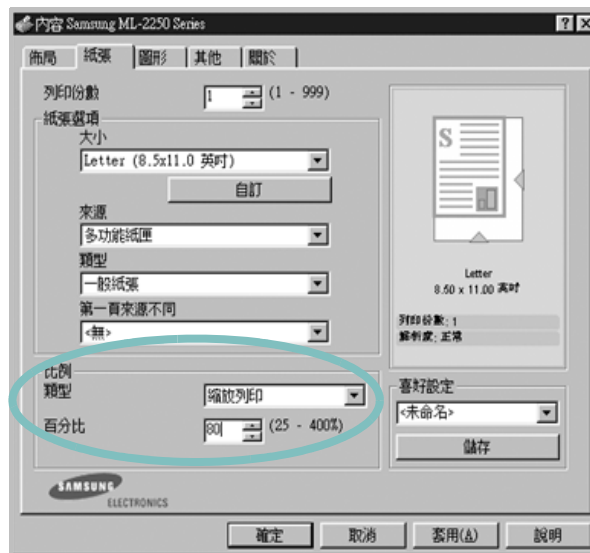 內容 Samsung ML-2250 Series
佈局 紙張 圖形 其他 關於
列印份數 1 (1 - 999)
紙張選項
大小
Letter (8.5x11.0 英吋)
自訂
來源
多功能紙匣
類型
一般紙張
第一頁來源不同
<無>
S
Letter
8.50 x 11.00 英吋
列印份數: 1
解析度: 正常
比例
類型 縮放列印
百分比 80 (25 - 400%)
喜好設定
<未命名>
儲存
SAMSUNG
ELECTRONICS
確定 取消 套用(A) 說明